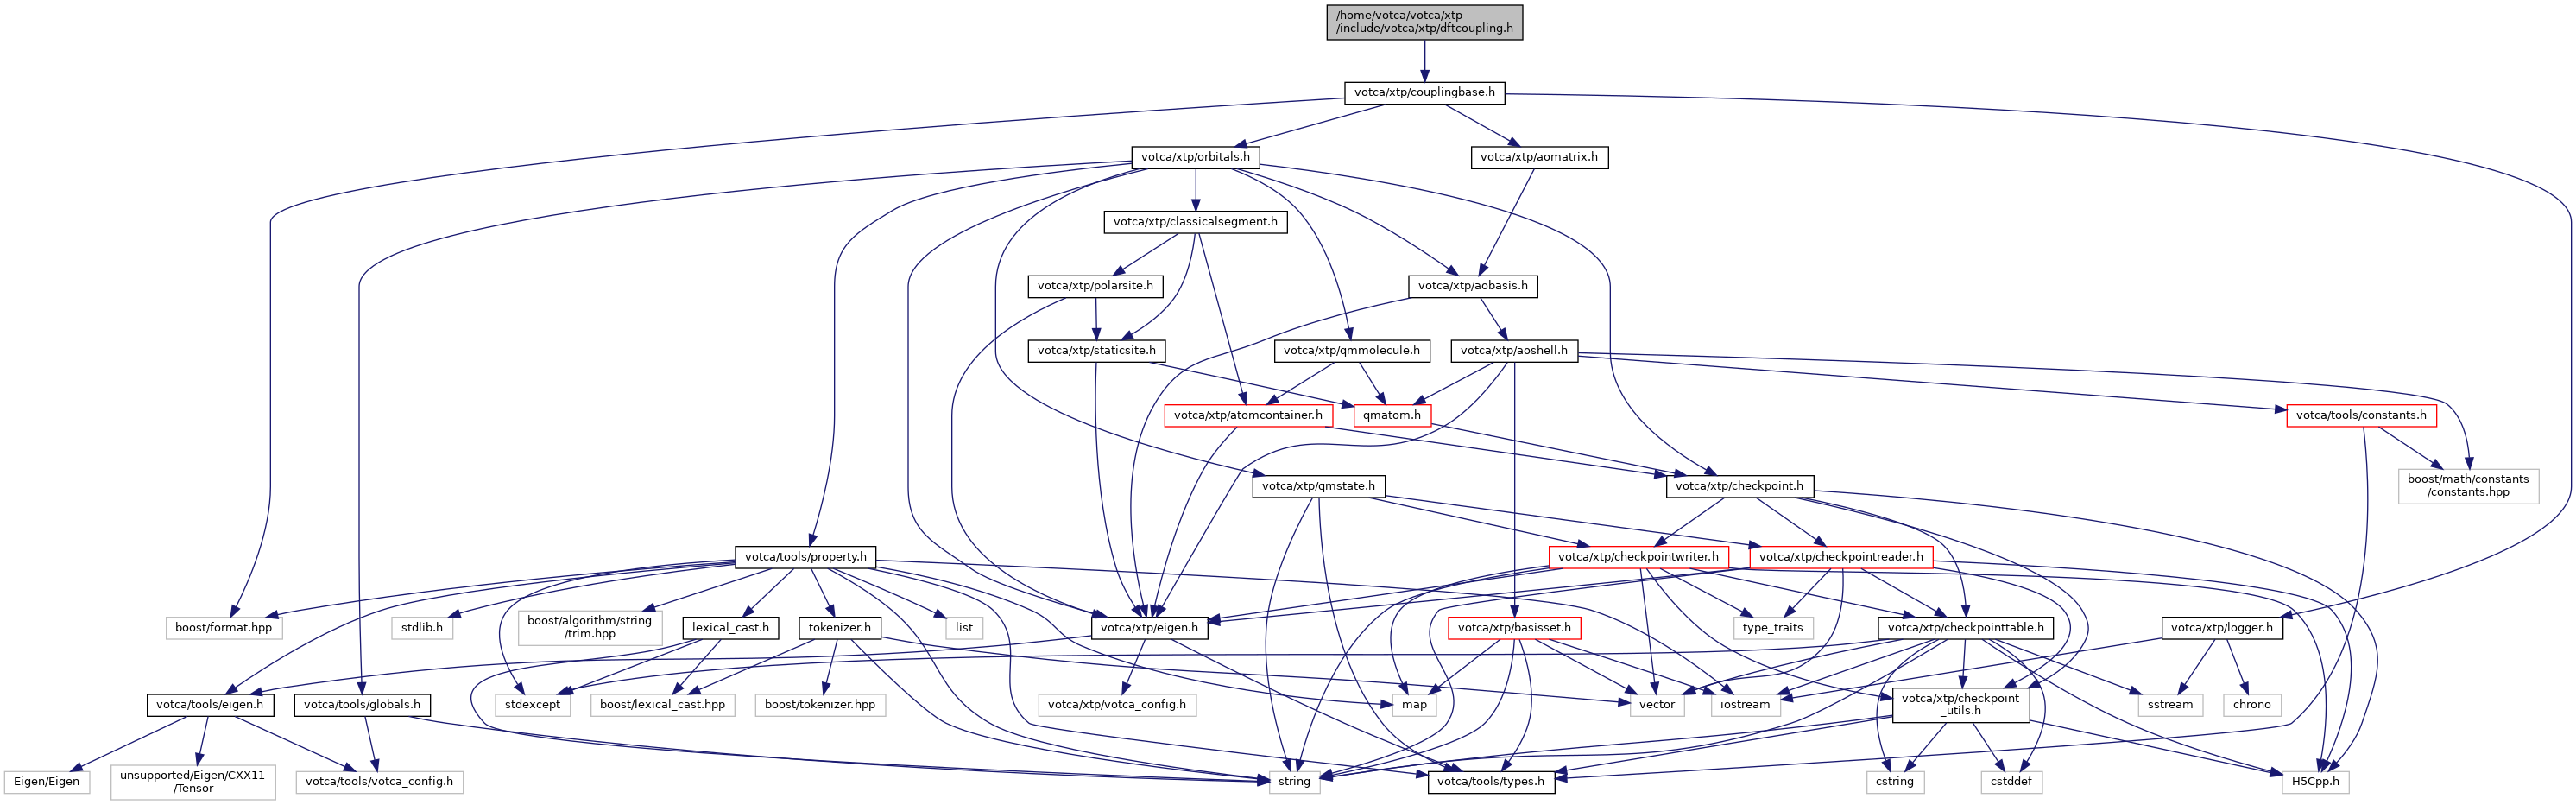 /home/votca/votca/xtp
/include/votca/xtp/dftcoupling.h
votca/xtp/couplingbase.h
votca/xtp/orbitals.h
votca/xtp/aomatrix.h
votca/xtp/classicalsegment.h
votca/xtp/polarsite.h
votca/xtp/aobasis.h
votca/xtp/staticsite.h
votca/xtp/qmmolecule.h
votca/xtp/aoshell.h
votca/xtp/atomcontainer.h
qmatom.h
votca/tools/constants.h
votca/xtp/qmstate.h
votca/xtp/checkpoint.h
boost/math/constants
/constants.hpp
votca/tools/property.h
votca/xtp/checkpointwriter.h
votca/xtp/checkpointreader.h
boost/format.hpp
stdlib.h
boost/algorithm/string
/trim.hpp
lexical_cast.h
tokenizer.h
list
votca/xtp/eigen.h
votca/xtp/basisset.h
type_traits
votca/xtp/checkpointtable.h
votca/xtp/logger.h
votca/tools/eigen.h
votca/tools/globals.h
stdexcept
boost/lexical_cast.hpp
boost/tokenizer.hpp
votca/xtp/votca_config.h
map
vector
iostream
votca/xtp/checkpoint
_utils.h
sstream
chrono
Eigen/Eigen
unsupported/Eigen/CXX11
/Tensor
votca/tools/votca_config.h
string
votca/tools/types.h
cstring
cstddef
H5Cpp.h